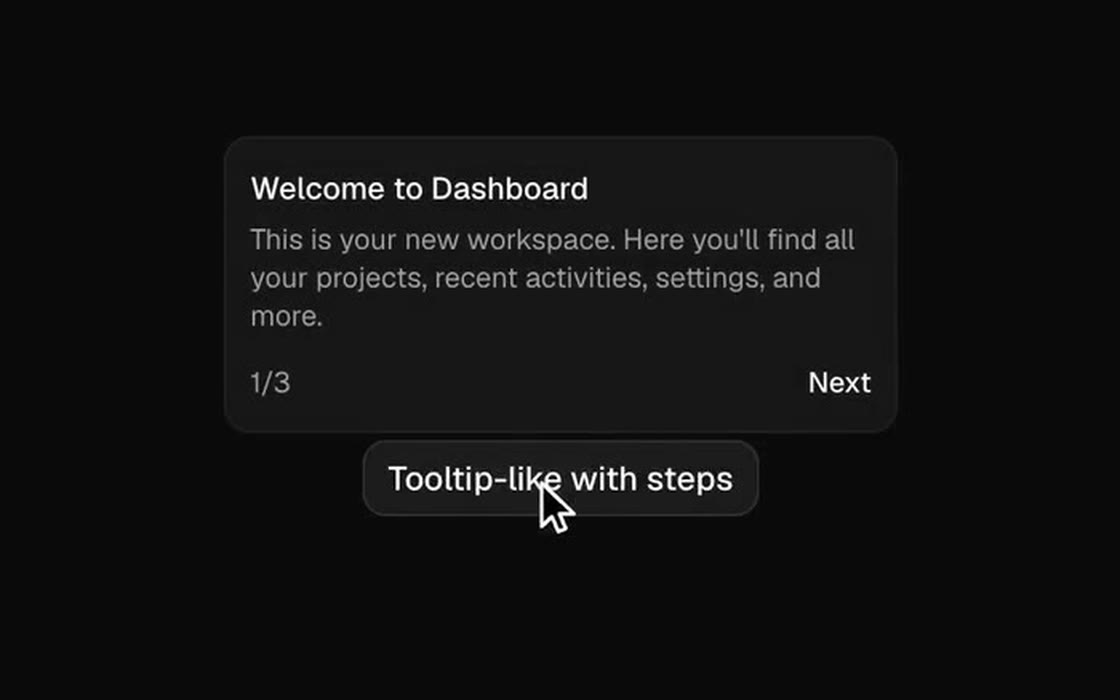 Welcome to Dashboard
This is your new workspace. Here you'll find all
your projects, recent activities, settings, and
more.
1/3
Next
Tooltip-like with steps